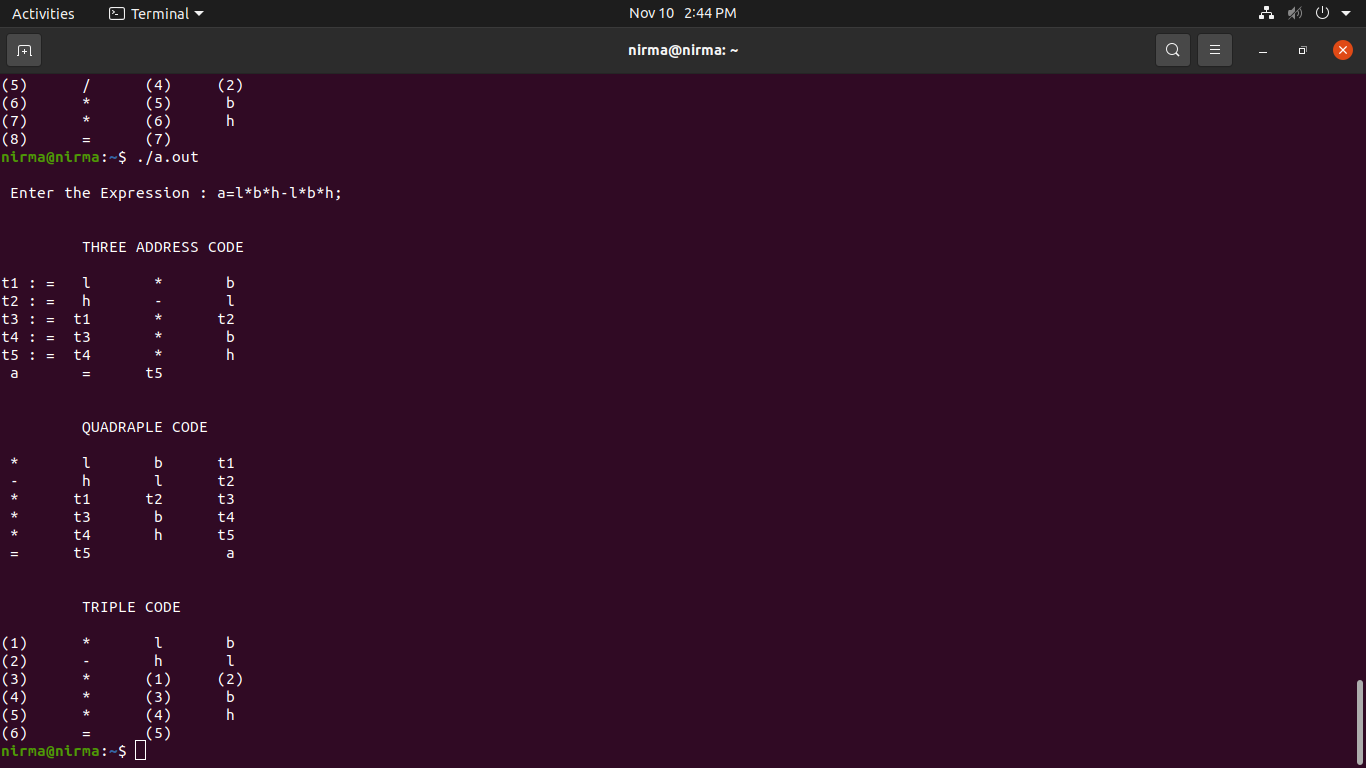 Activities Terminal Nov 10 2:44 PM
nirma@nirma: ~
(5) / (4) (2)
(6) * (5) b
(7) * (6) h
(8) = (7)
nirma@nirma:~$ ./a.out
Enter the Expression : a=l*b*h-l*b*h;
THREE ADDRESS CODE
t1 : = l * b
t2 : = h - l
t3 : = t1 * t2
t4 : = t3 * b
t5 : = t4 * h
a = t5
QUADRAPLE CODE
* l b t1
- h l t2
* t1 t2 t3
* t3 b t4
* t4 h t5
= t5 a
TRIPLE CODE
(1) * l b
(2) - h l
(3) * (1) (2)
(4) * (3) b
(5) * (4) h
(6) = (5)
nirma@nirma:~$